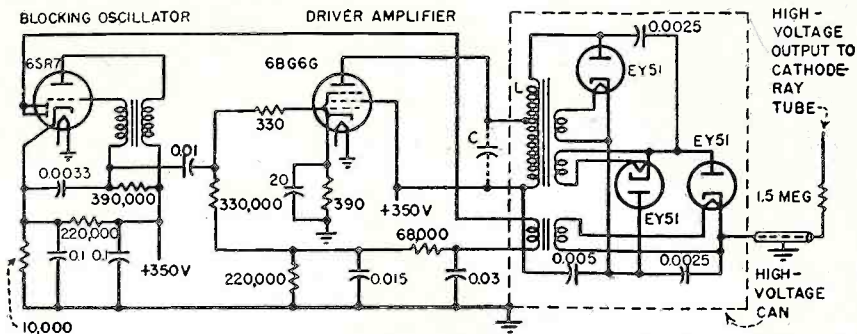 BLOCKING OSCILLATOR
DRIVER AMPLIFIER
HIGH-
VOLTAGE
OUTPUT TO
CATHODE-
RAY
TUBE
6SR7
6BG6G
0.0025
EY51
L
330
0.01
C
EY51
EY51
1.5 MEG
0.0033
390,000
20
390
330,000
+350V
220,000
68,000
0.005
0.0025
0.1
0.1
+350V
220,000
0.015
0.03
HIGH-
VOLTAGE
CAN
10,000